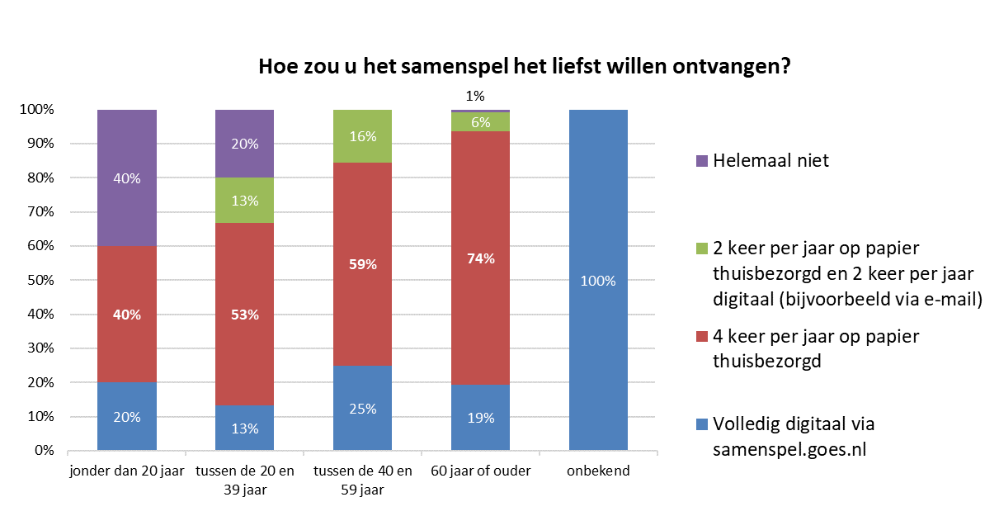 Hoe zou u het samenspel het liefst willen ontvangen?
1%
100%
90%
80%
70%
60%
50%
40%
30%
20%
10%
0%
40%
40%
20%
20%
13%
53%
13%
16%
59%
25%
6%
74%
19%
100%
jonder dan 20 jaar
tussen de 20 en
39 jaar
tussen de 40 en
59 jaar
60 jaar of ouder
onbekend
Helemaal niet
2 keer per jaar op papier
thuisbezorgd en 2 keer per jaar
digitaal (bijvoorbeeld via e-mail)
4 keer per jaar op papier
thuisbezorgd
Volledig digitaal via
samenspel.goes.nl